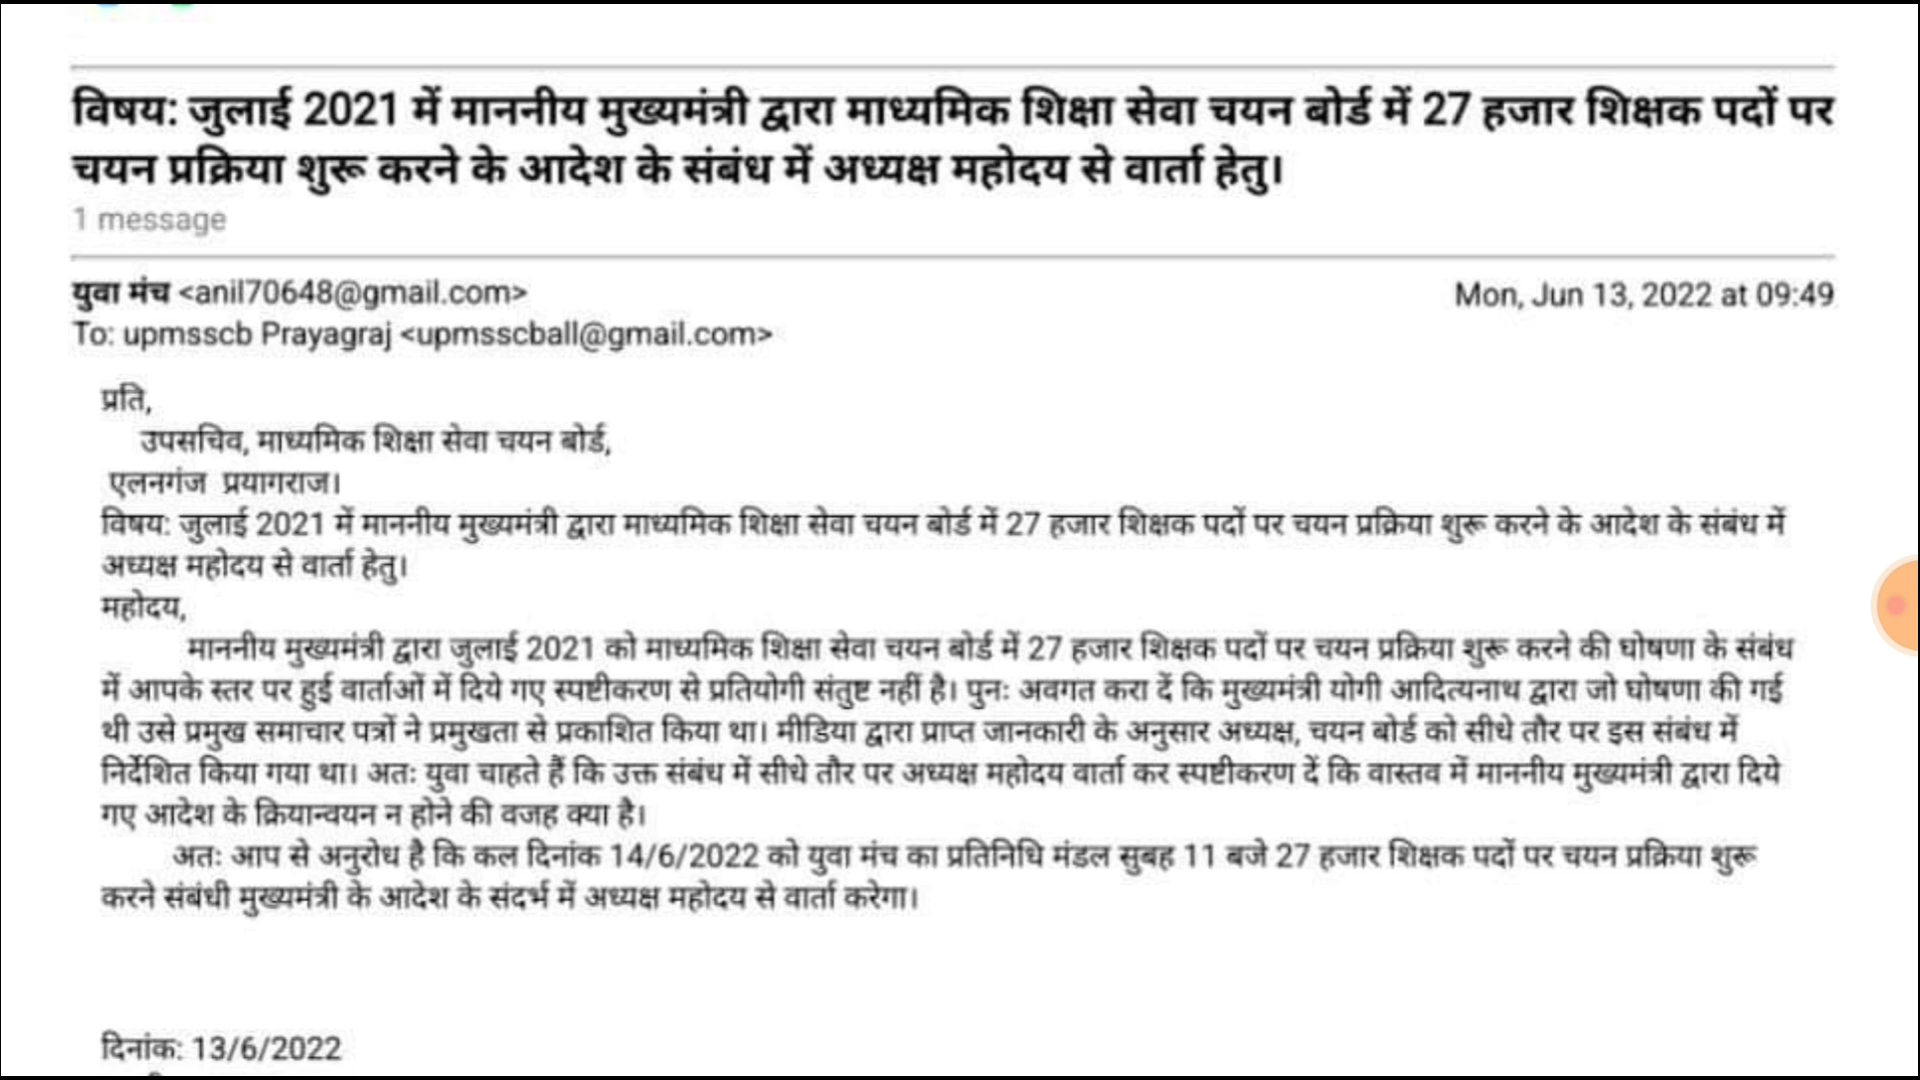 विषय: जुलाई 2021 में माननीय मुख्यमंत्री द्वारा माध्यमिक शिक्षा सेवा चयन बोर्ड में 27 हजार शिक्षक पदों पर
चयन प्रक्रिया शुरू करने के आदेश के संबंध में अध्यक्ष महोदय से वार्ता हेतु।
1 message
युवा मंच <anil70648@gmail.com>
Mon, Jun 13, 2022 at 09:49
To: upmsscb Prayagraj <upmsscball@gmail.com>
प्रति,
उपसचिव, माध्यमिक शिक्षा सेवा चयन बोर्ड,
एलनगंज प्रयागराज।
विषय: जुलाई 2021 में माननीय मुख्यमंत्री द्वारा माध्यमिक शिक्षा सेवा चयन बोर्ड में 27 हजार शिक्षक पदों पर चयन प्रक्रिया शुरू करने के आदेश के संबंध में
अध्यक्ष महोदय से वार्ता हेतु।
महोदय,
माननीय मुख्यमंत्री द्वारा जुलाई 2021 को माध्यमिक शिक्षा सेवा चयन बोर्ड में 27 हजार शिक्षक पदों पर चयन प्रक्रिया शुरू करने की घोषणा के संबंध
में आपके स्तर पर हुई वार्ताओं में दिये गए स्पष्टीकरण से प्रतियोगी संतुष्ट नहीं है। पुनः अवगत करा दें कि मुख्यमंत्री योगी आदित्यनाथ द्वारा जो घोषणा की गई
थी उसे प्रमुख समाचार पत्रों ने प्रमुखता से प्रकाशित किया था। मीडिया द्वारा प्राप्त जानकारी के अनुसार अध्यक्ष, चयन बोर्ड को सीधे तौर पर इस संबंध में
निर्देशित किया गया था। अतः युवा चाहते हैं कि उक्त संबंध में सीधे तौर पर अध्यक्ष महोदय वार्ता कर स्पष्टीकरण दें कि वास्तव में माननीय मुख्यमंत्री द्वारा दिये
गए आदेश के क्रियान्वयन न होने की वजह क्या है।
अतः आप से अनुरोध है कि कल दिनांक 14/6/2022 को युवा मंच का प्रतिनिधि मंडल सुबह 11 बजे 27 हजार शिक्षक पदों पर चयन प्रक्रिया शुरू
करने संबंधी मुख्यमंत्री के आदेश के संदर्भ में अध्यक्ष महोदय से वार्ता करेगा।
दिनांक: 13/6/2022